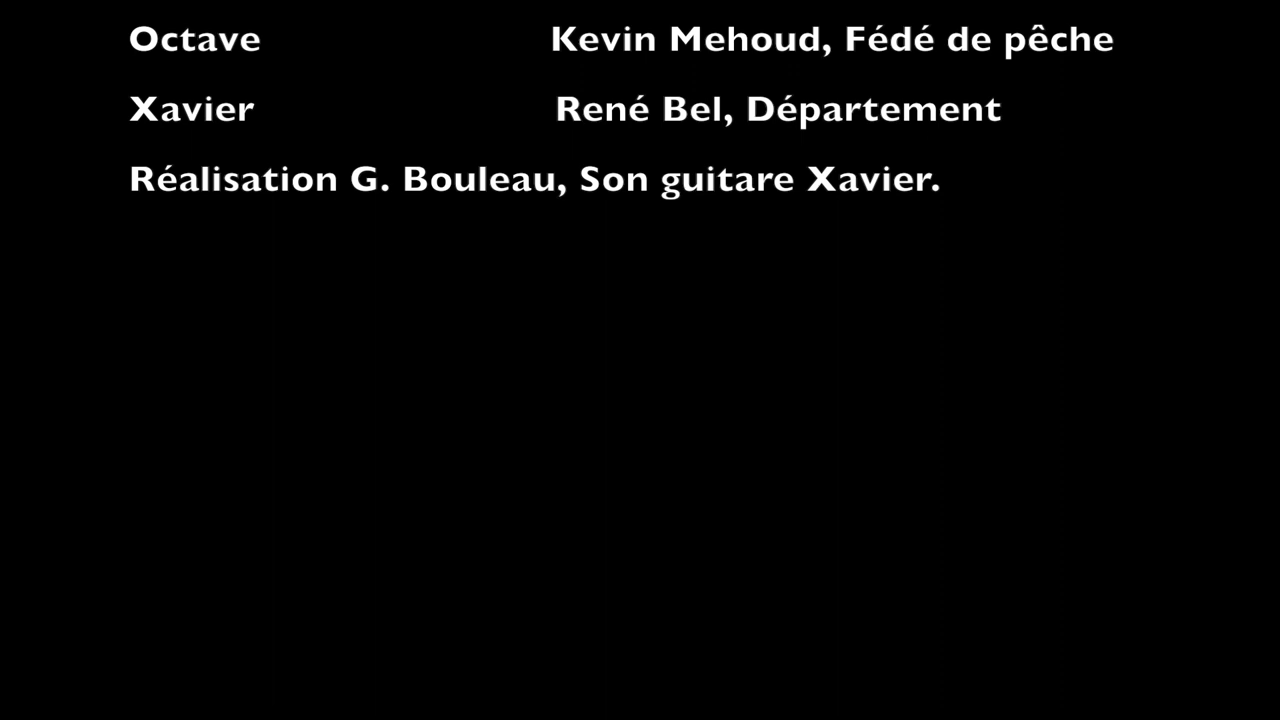 Octave Kevin Mehoud, Fédé de pêche
Xavier René Bel, Département
Réalisation G. Bouleau, Son guitare Xavier.